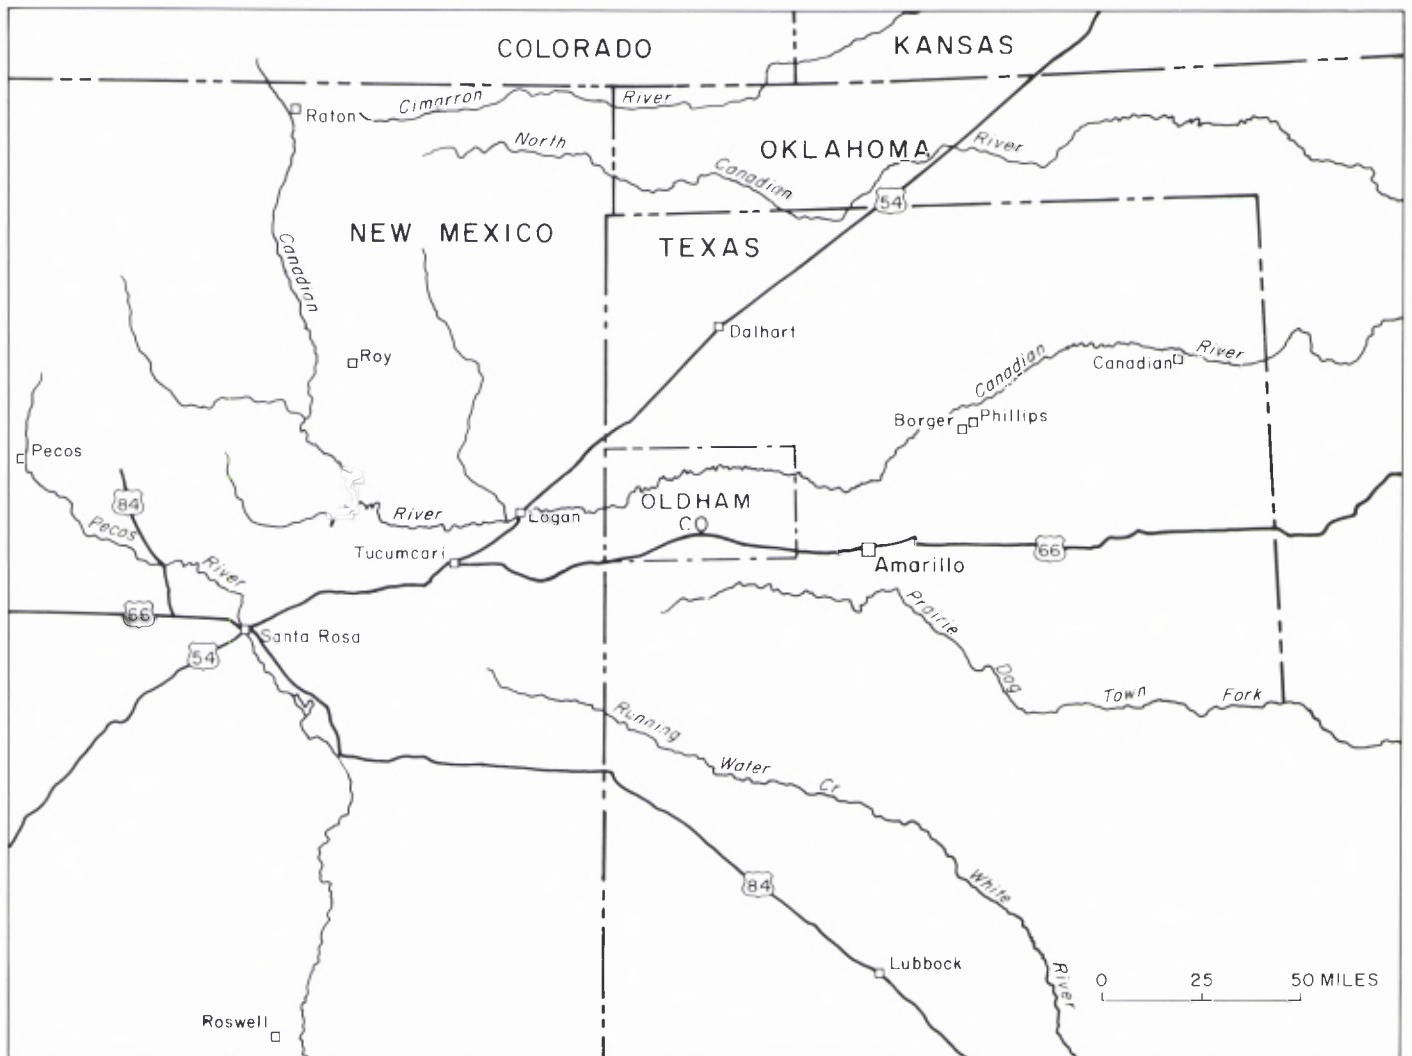 COLORADO
KANSAS
Raton
Cimarron River
North Canadian River
OKLAHOMA
54
NEW MEXICO
TEXAS
Canadian
Dalhart
Roy
Canadian River
Canadian
Borger
Phillips
Pecos
84
Pecos River
River
Logan
OLDHAM
CO
Tucumcari
Amarillo
66
66
Santa Rosa
54
Prairie Dog Town Fork
Running Water Cr
White River
84
Lubbock
0 25 50 MILES
Roswell